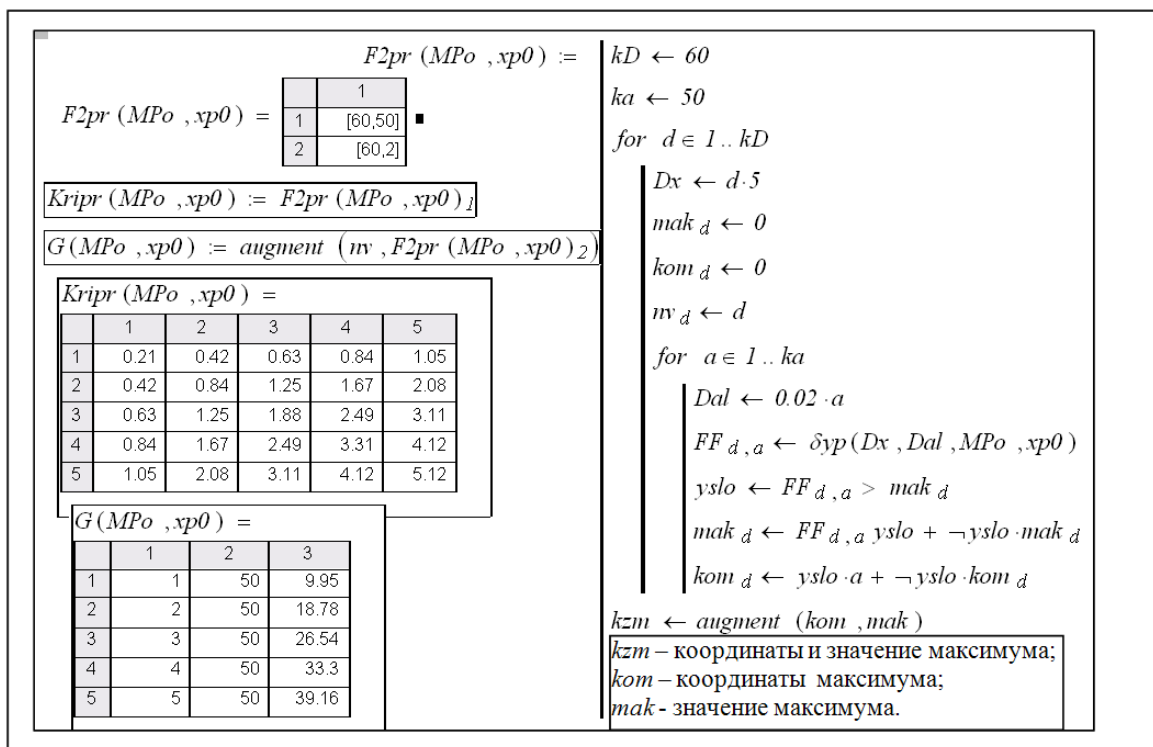 F2pr (MPo , xp0) :=
F2pr (MPo , xp0) =
1
1 [60,50]
2 [60,2]
Kripr (MPo , xp0) := F2pr (MPo , xp0)1
G (MPo , xp0) := augment (nv , F2pr (MPo , xp0)2)
Kripr (MPo , xp0) =
1 2 3 4 5
1 0.21 0.42 0.63 0.84 1.05
2 0.42 0.84 1.25 1.67 2.08
3 0.63 1.25 1.88 2.49 3.11
4 0.84 1.67 2.49 3.31 4.12
5 1.05 2.08 3.11 4.12 5.12
G (MPo , xp0) =
1 2 3
1 1 50 9.95
2 2 50 18.78
3 3 50 26.54
4 4 50 33.3
5 5 50 39.16
kD ← 60
ka ← 50
for d ∈ 1 .. kD
Dx ← d·5
mak d ← 0
kom d ← 0
nv d ← d
for a ∈ 1 .. ka
Dal ← 0.02 ·a
FF d , a ← δyp (Dx , Dal , MPo , xp0)
yslo ← FF d , a > mak d
mak d ← FF d , a yslo + ¬ yslo ·mak d
kom d ← yslo ·a + ¬ yslo ·kom d
kzm ← augment (kom , mak)
kzm – координаты и значение максимума;
kom – координаты максимума;
mak - значение максимума.